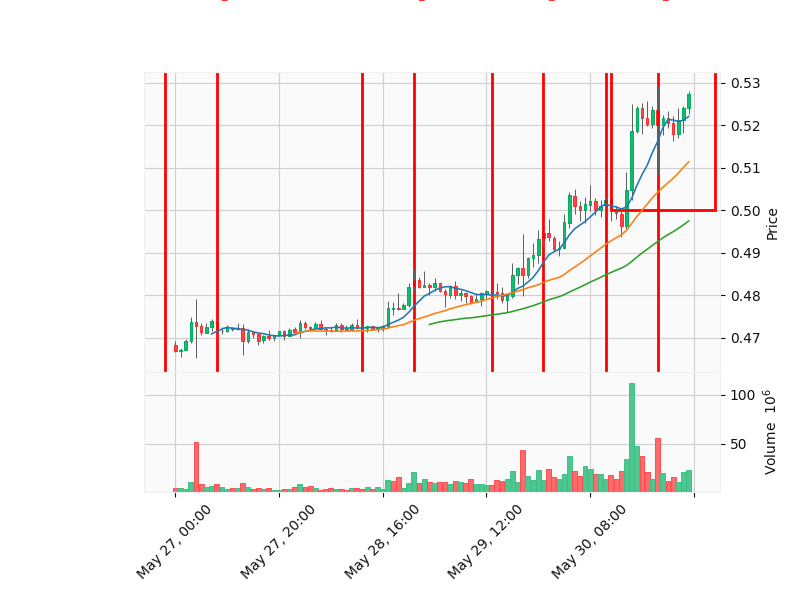 0.53
0.52
0.51
0.50
0.49
0.48
0.47
Price
100
50
Volume 10⁶
May 27, 00:00
May 27, 20:00
May 28, 16:00
May 29, 12:00
May 30, 08:00